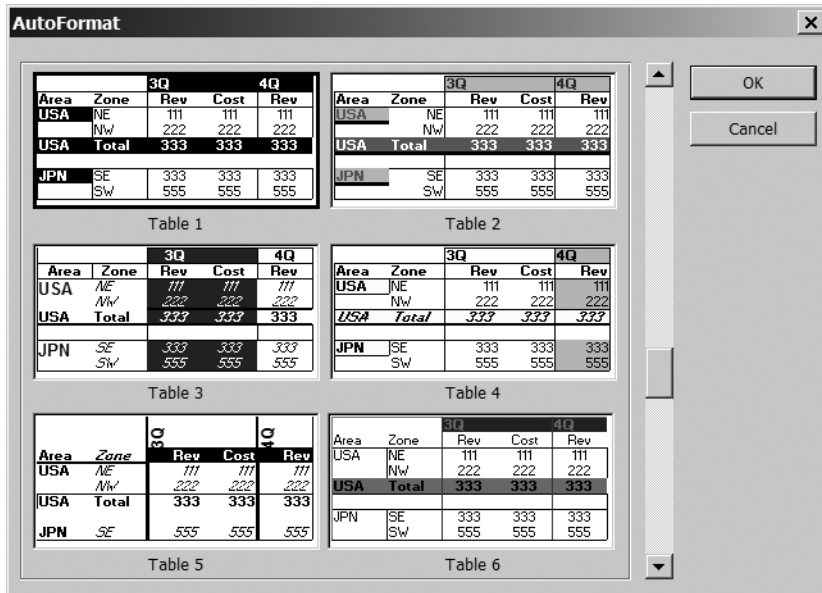 AutoFormat
OK
Cancel
3Q 4Q
Area Zone Rev Cost Rev
USA NE 111 111 111
NW 222 222 222
USA Total 333 333 333
JPN SE 333 333 333
SW 555 555 555
Table 1
3Q 4Q
Area Zone Rev Cost Rev
USA NE 111 111 111
NW 222 222 222
USA Total 333 333 333
JPN SE 333 333 333
SW 555 555 555
Table 2
3Q 4Q
Area Zone Rev Cost Rev
USA NE 111 111 111
NW 222 222 222
USA Total 333 333 333
JPN SE 333 333 333
SW 555 555 555
Table 3
3Q 4Q
Area Zone Rev Cost Rev
USA NE 111 111 111
NW 222 222 222
USA Total 333 333 333
JPN SE 333 333 333
SW 555 555 555
Table 4
3Q 4Q
Area Zone Rev Cost Rev
USA NE 111 111 111
NW 222 222 222
USA Total 333 333 333
JPN SE 555 555 555
Table 5
3Q 4Q
Area Zone Rev Cost Rev
USA NE 111 111 111
NW 222 222 222
USA Total 333 333 333
JPN SE 333 333 333
SW 555 555 555
Table 6